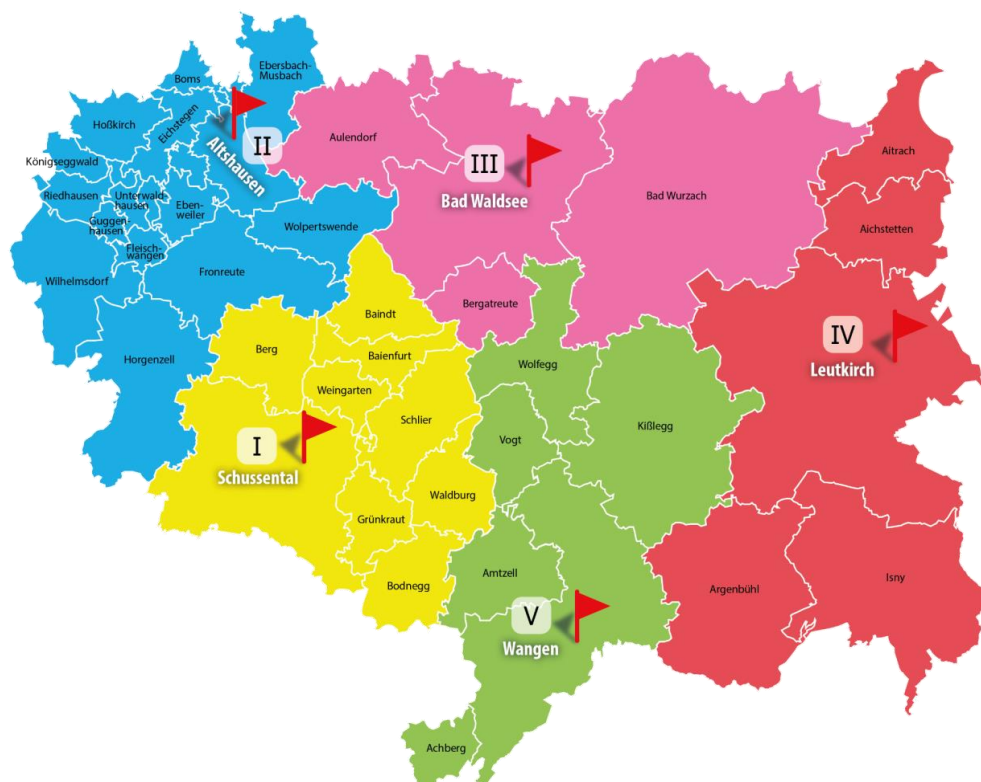 Ebersbach-
Musbach
Boms
Hoßkirch
Eichstegen
II
Altshausen
Aulendorf
III
Bad Waldsee
Bad Wurzach
Aitrach
Aichstetten
Königseggwald
Riedhausen
Unterwald-
hausen
Eben-
weiler
Guggen-
hausen
Fleisch-
wangen
Wolpertswende
Wilhelmsdorf
Fronreute
Horgenzell
Bergatreute
Baindt
Baienfurt
Berg
Weingarten
Schlier
I
Schussental
Waldburg
Grünkraut
Bodnegg
Wolfegg
Vogt
Kißlegg
IV
Leutkirch
Amtzell
V
Wangen
Argenbühl
Isny
Achberg